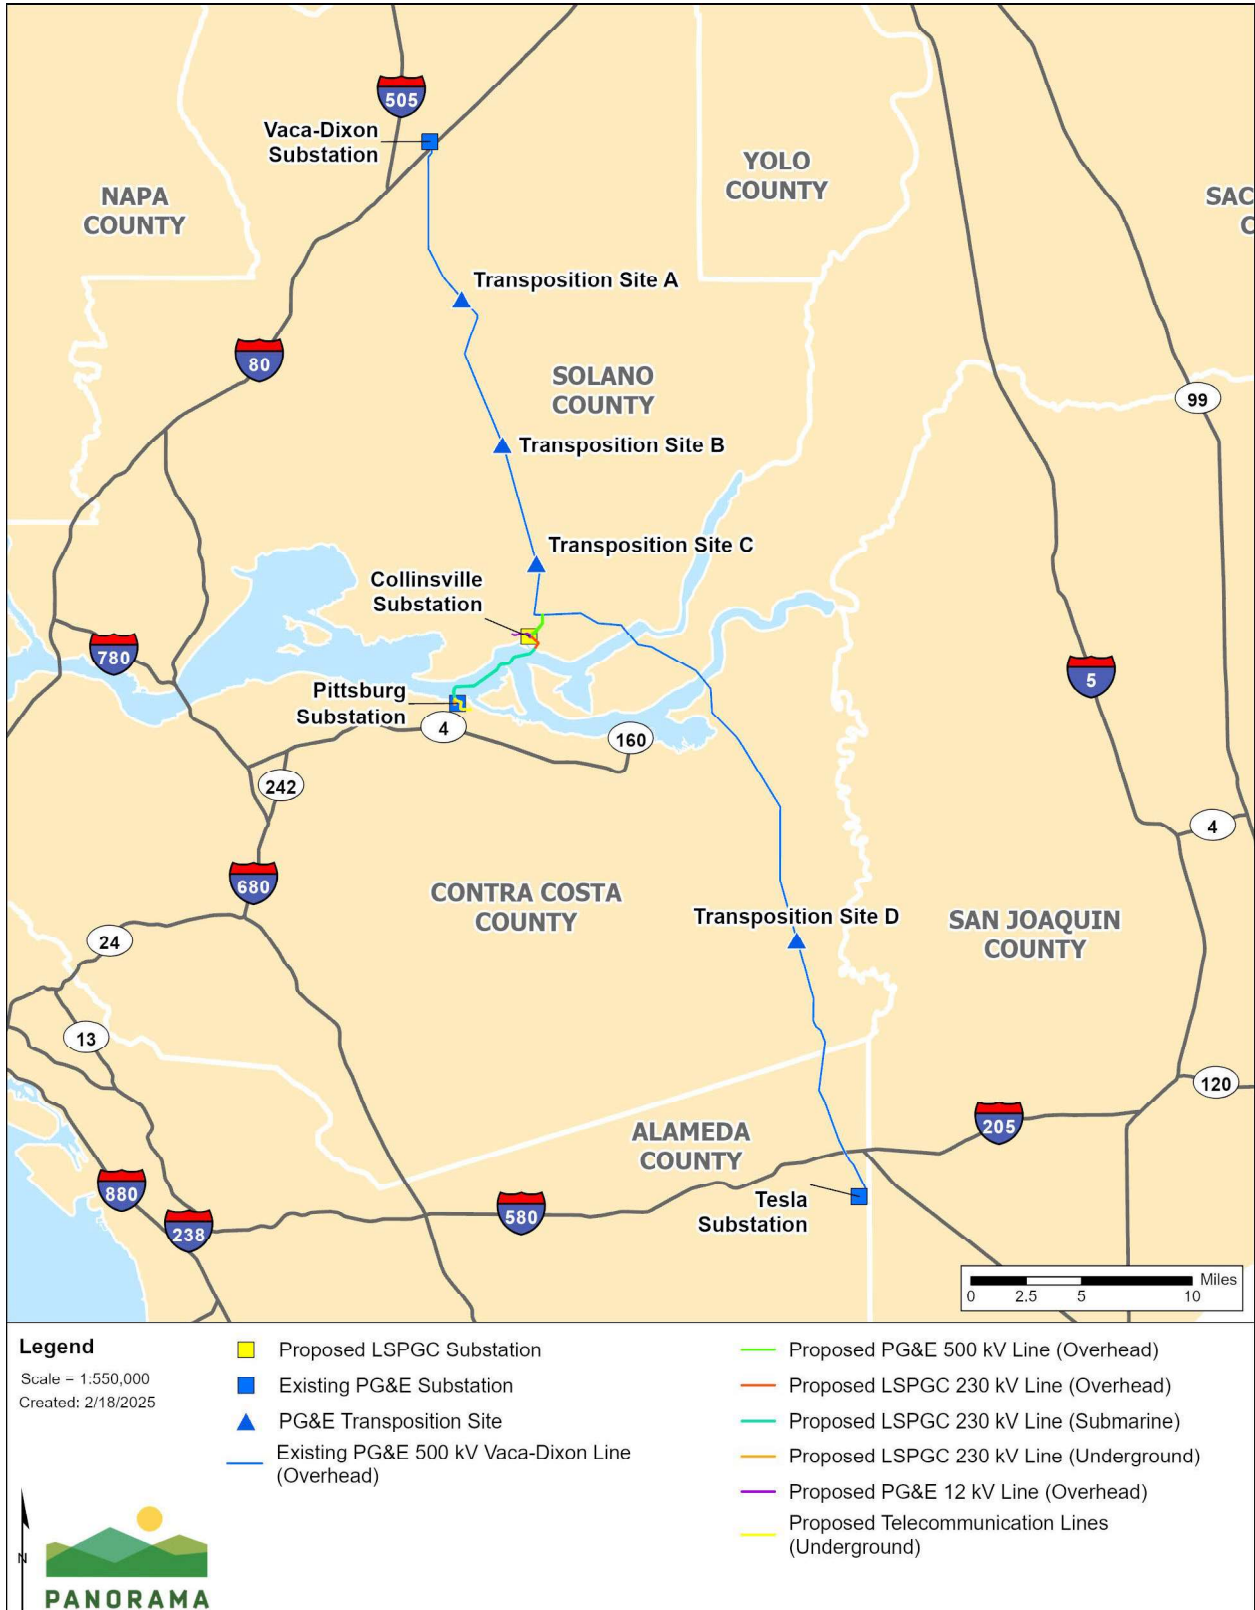 505
Vaca-Dixon
Substation
YOLO
COUNTY
NAPA
COUNTY
SAC
C
Transposition Site A
80
SOLANO
COUNTY
99
Transposition Site B
Transposition Site C
Collinsville
Substation
780
5
Pittsburg
Substation
4
160
242
4
680
CONTRA COSTA
COUNTY
Transposition Site D
SAN JOAQUIN
COUNTY
24
13
120
205
ALAMEDA
COUNTY
880
Tesla
Substation
580
238
Miles
0 2.5 5 10
Legend
Scale = 1:550,000
Created: 2/18/2025
Proposed LSPGC Substation
Existing PG&E Substation
PG&E Transposition Site
Existing PG&E 500 kV Vaca-Dixon Line
(Overhead)
Proposed PG&E 500 kV Line (Overhead)
Proposed LSPGC 230 kV Line (Overhead)
Proposed LSPGC 230 kV Line (Submarine)
Proposed LSPGC 230 kV Line (Underground)
Proposed PG&E 12 kV Line (Overhead)
Proposed Telecommunication Lines
(Underground)
N
PANORAMA